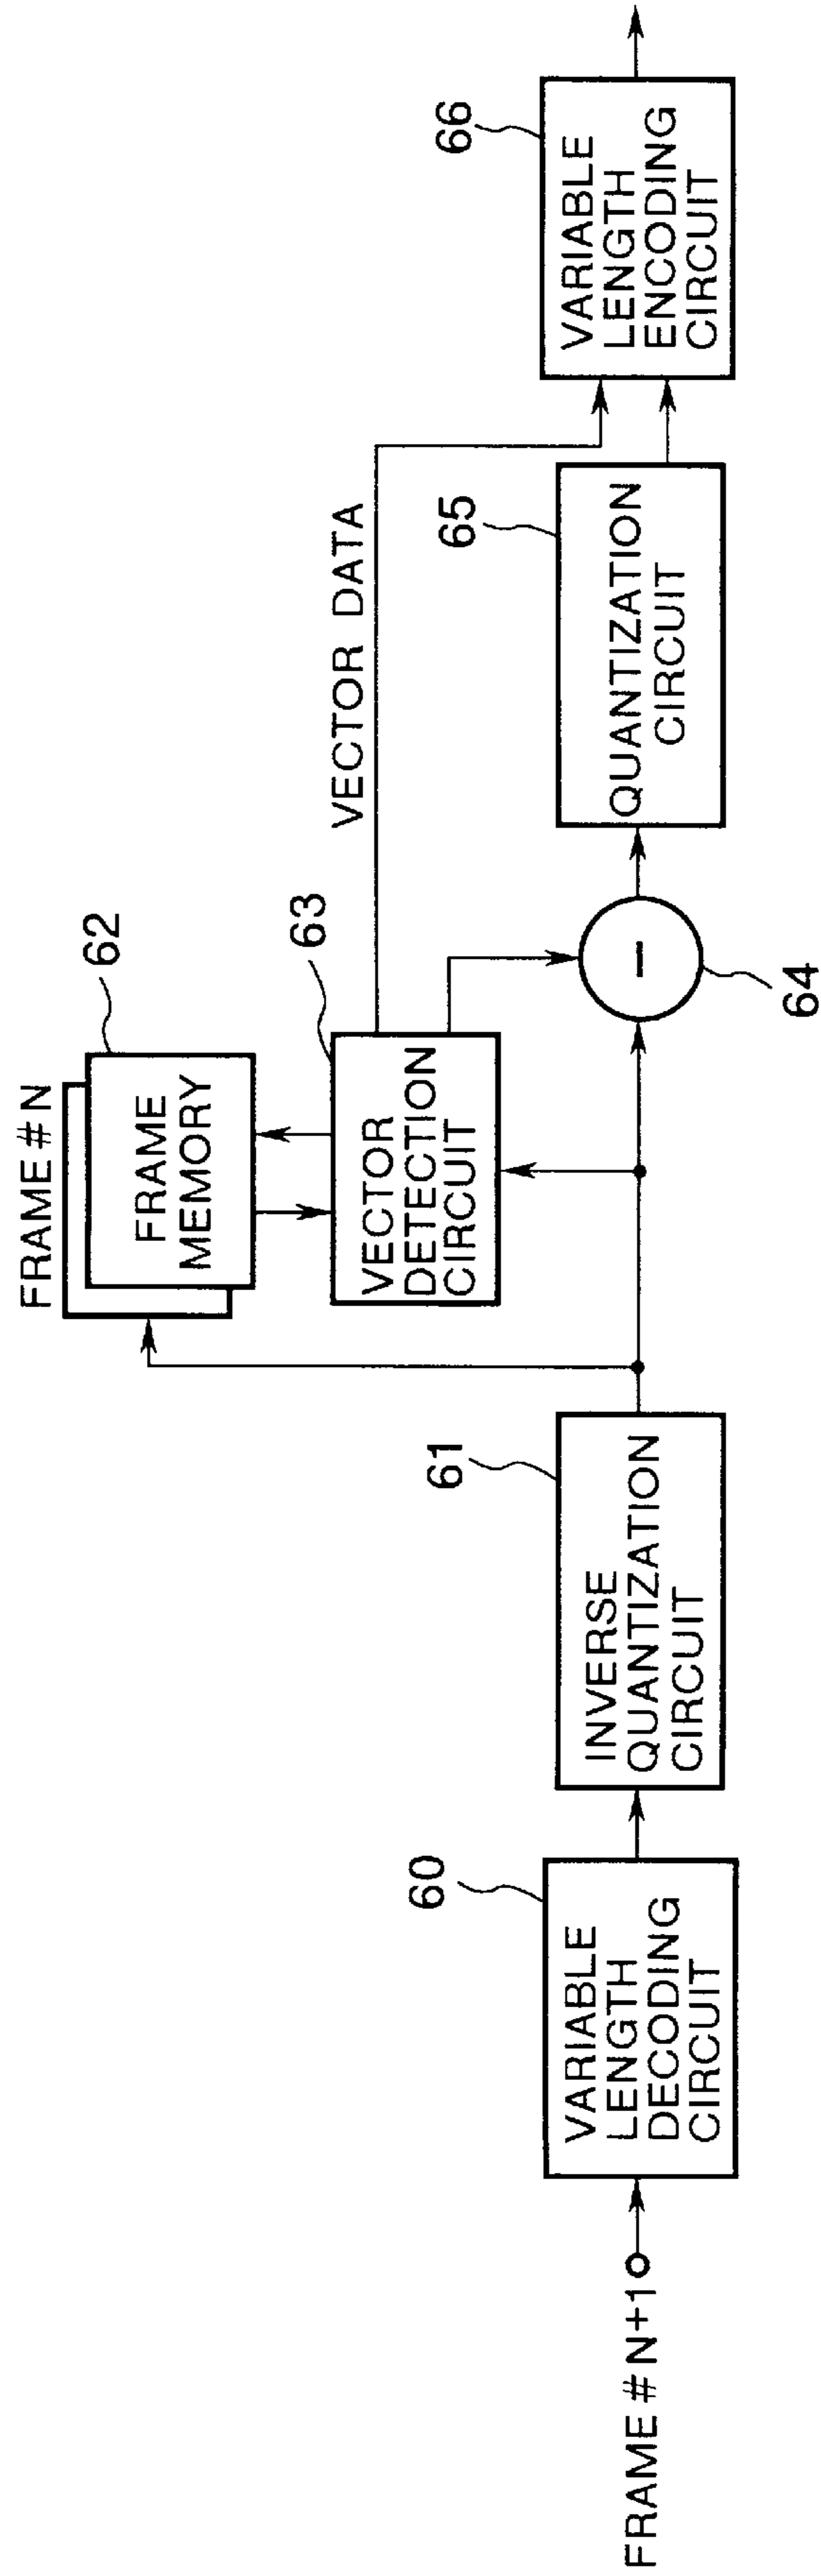 FRAME # N+1
60
VARIABLE
LENGTH
DECODING
CIRCUIT
61
INVERSE
QUANTIZATION
CIRCUIT
FRAME # N
62
FRAME
MEMORY
63
VECTOR
DETECTION
CIRCUIT
VECTOR DATA
−
64
65
QUANTIZATION
CIRCUIT
66
VARIABLE
LENGTH
ENCODING
CIRCUIT